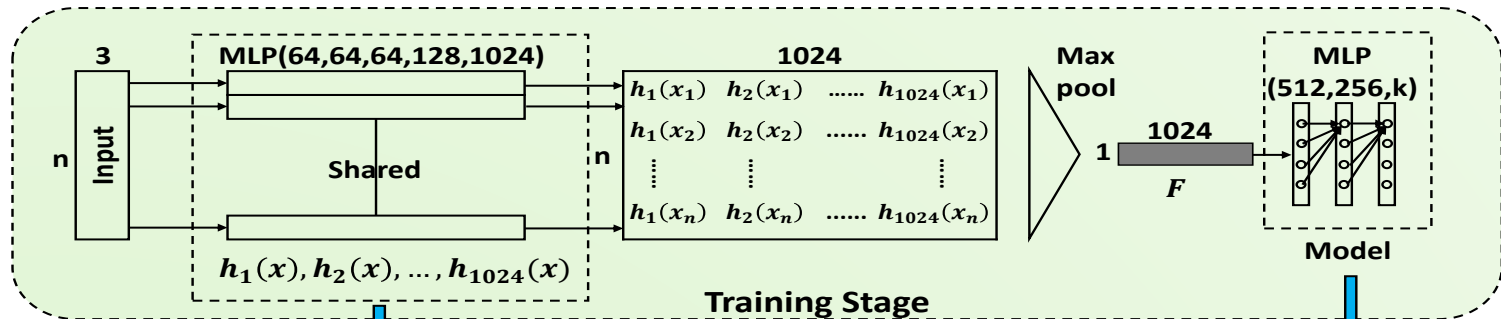 3
Input
n
MLP(64,64,64,128,1024)
Shared
h₁(x), h₂(x), ..., h₁₀₂₄(x)
n
1024
h₁(x₁) h₂(x₁) ...... h₁₀₂₄(x₁)
h₁(x₂) h₂(x₂) ...... h₁₀₂₄(x₂)
h₁(xₙ) h₂(xₙ) ...... h₁₀₂₄(xₙ)
Max
pool
1
1024
F
MLP
(512,256,k)
Model
Training Stage